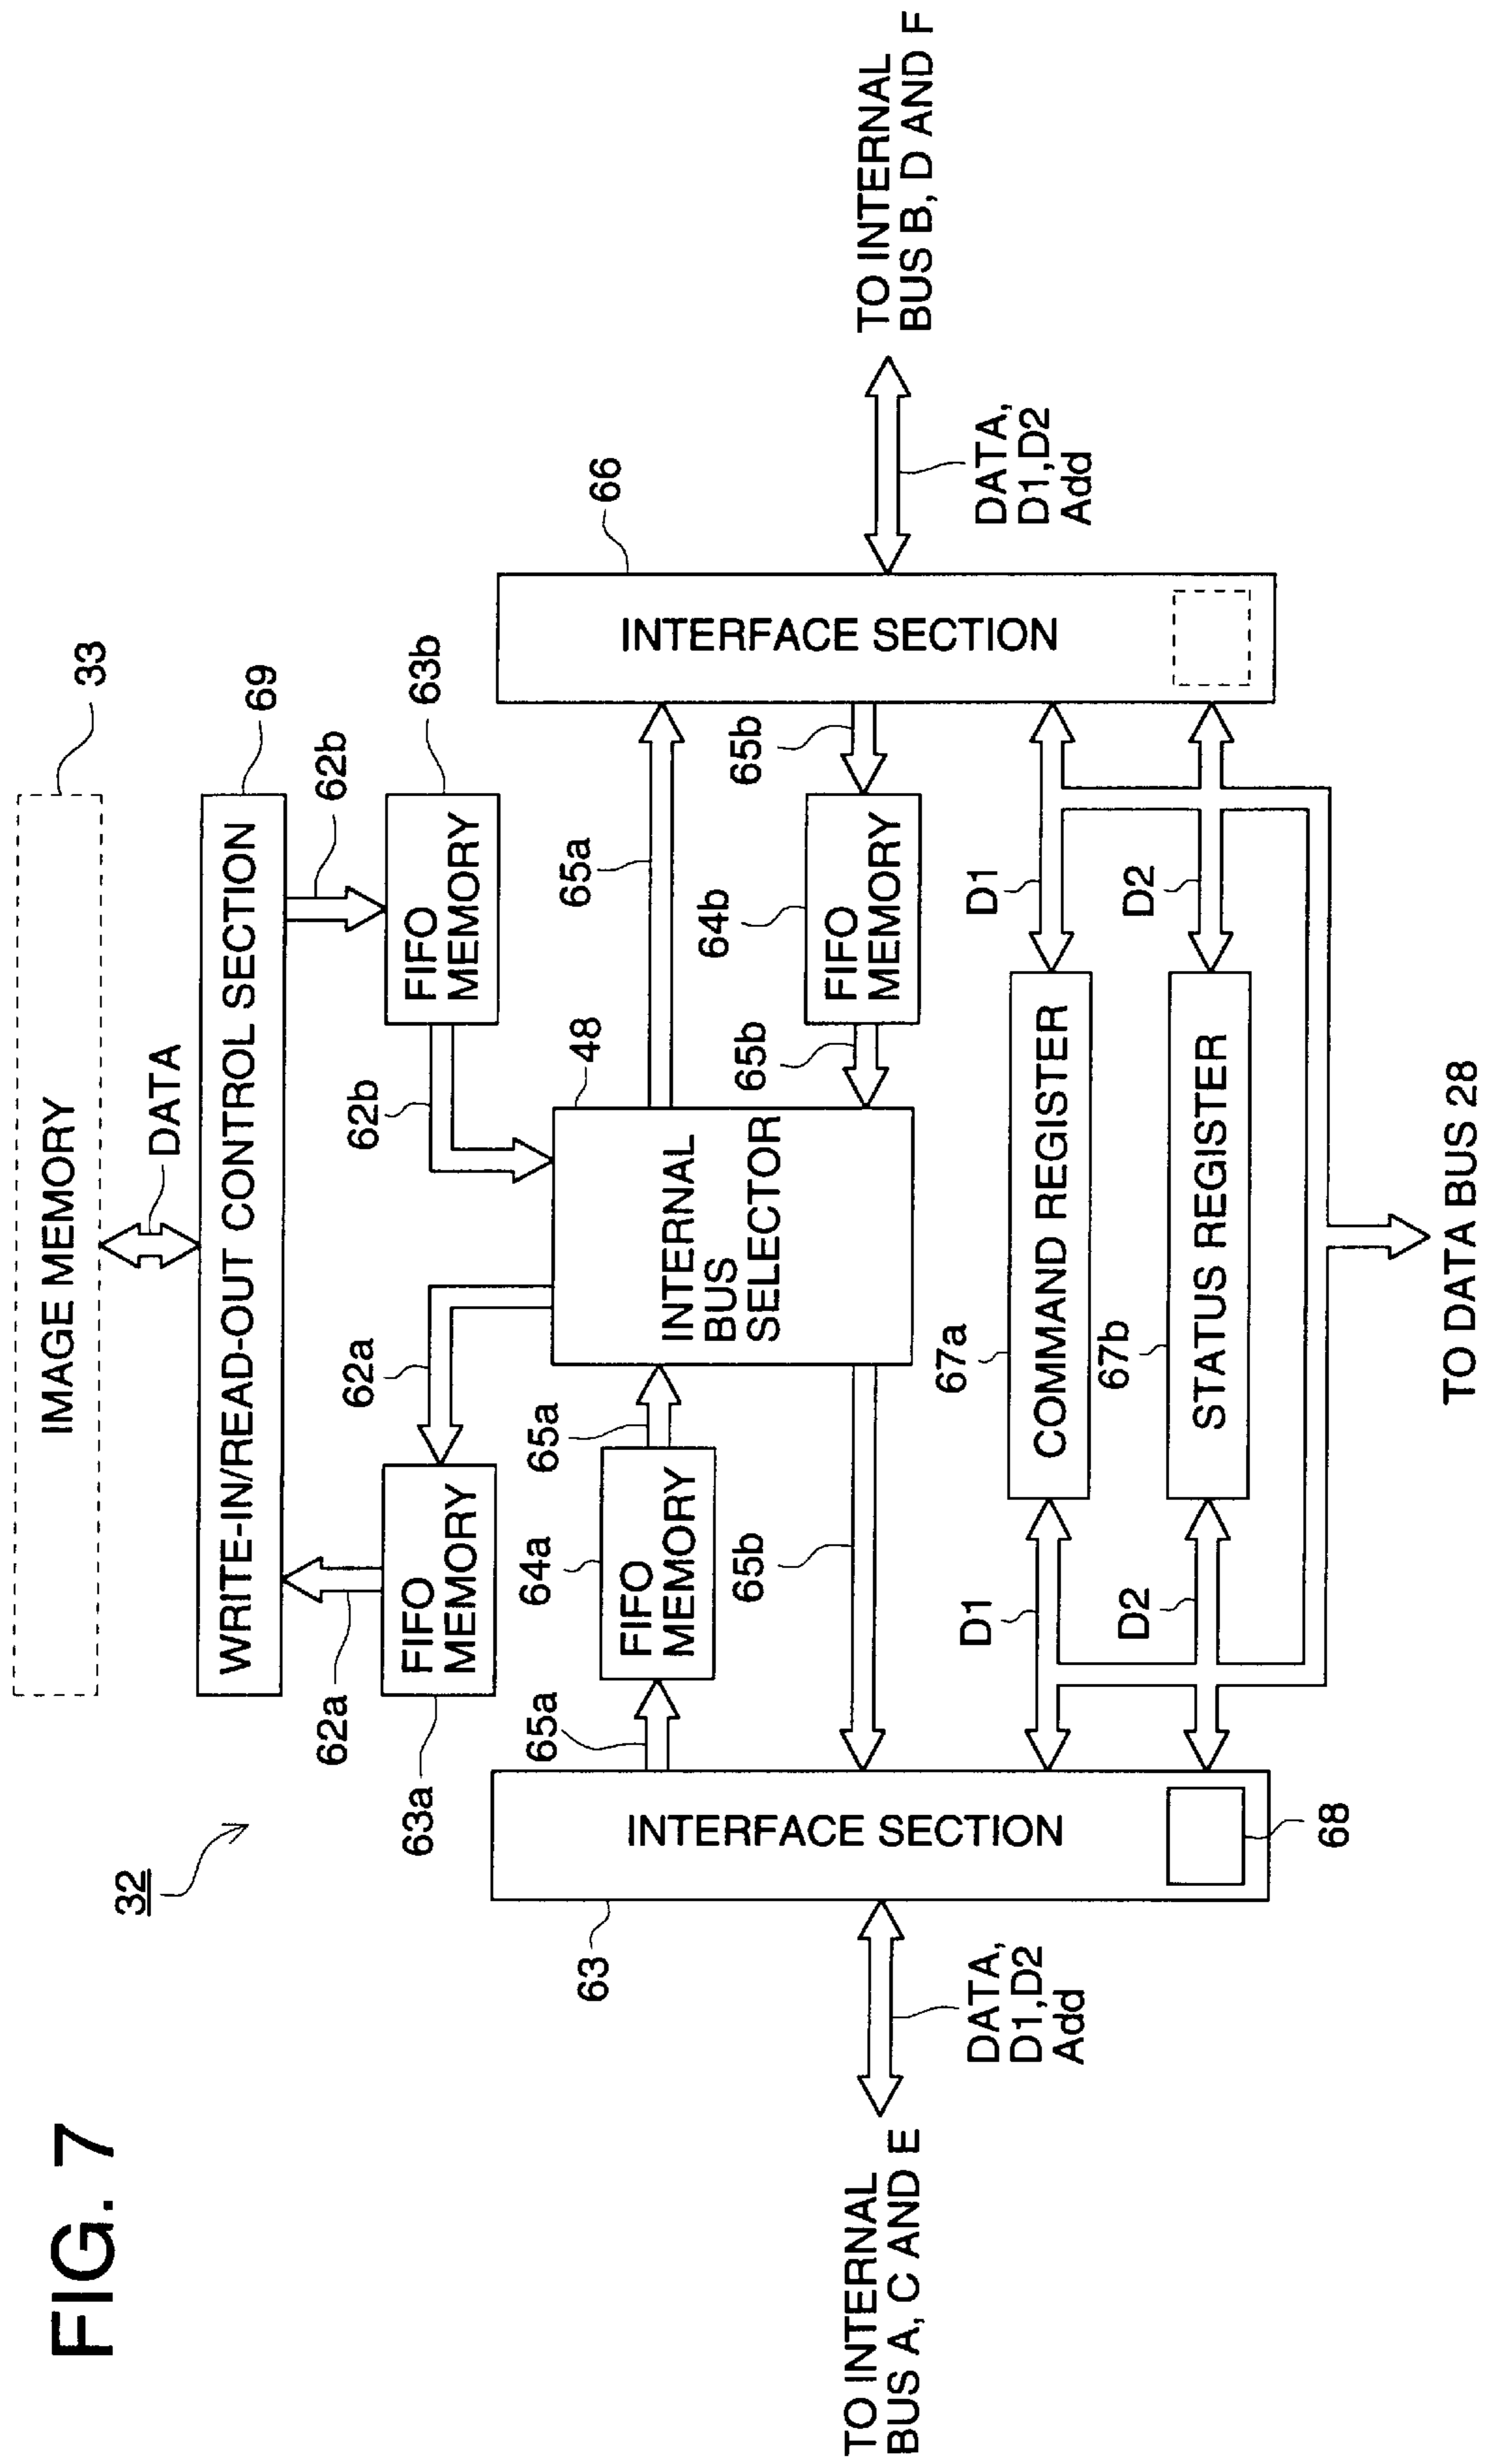 FIG. 7
32
IMAGE MEMORY
33
DATA
WRITE-IN/READ-OUT CONTROL SECTION
69
62a
62b
63a
FIFO
MEMORY
62a
62b
FIFO
MEMORY
63b
63
INTERFACE SECTION
68
65a
64a
FIFO
MEMORY
65a
48
INTERNAL
BUS
SELECTOR
65a
65b
65b
64b
FIFO
MEMORY
65b
66
INTERFACE SECTION
TO INTERNAL
BUS A, C AND E
DATA,
D1,D2
Add
TO INTERNAL
BUS B, D AND F
DATA,
D1,D2
Add
D1
67a
COMMAND REGISTER
D1
D2
67b
STATUS REGISTER
D2
TO DATA BUS 28